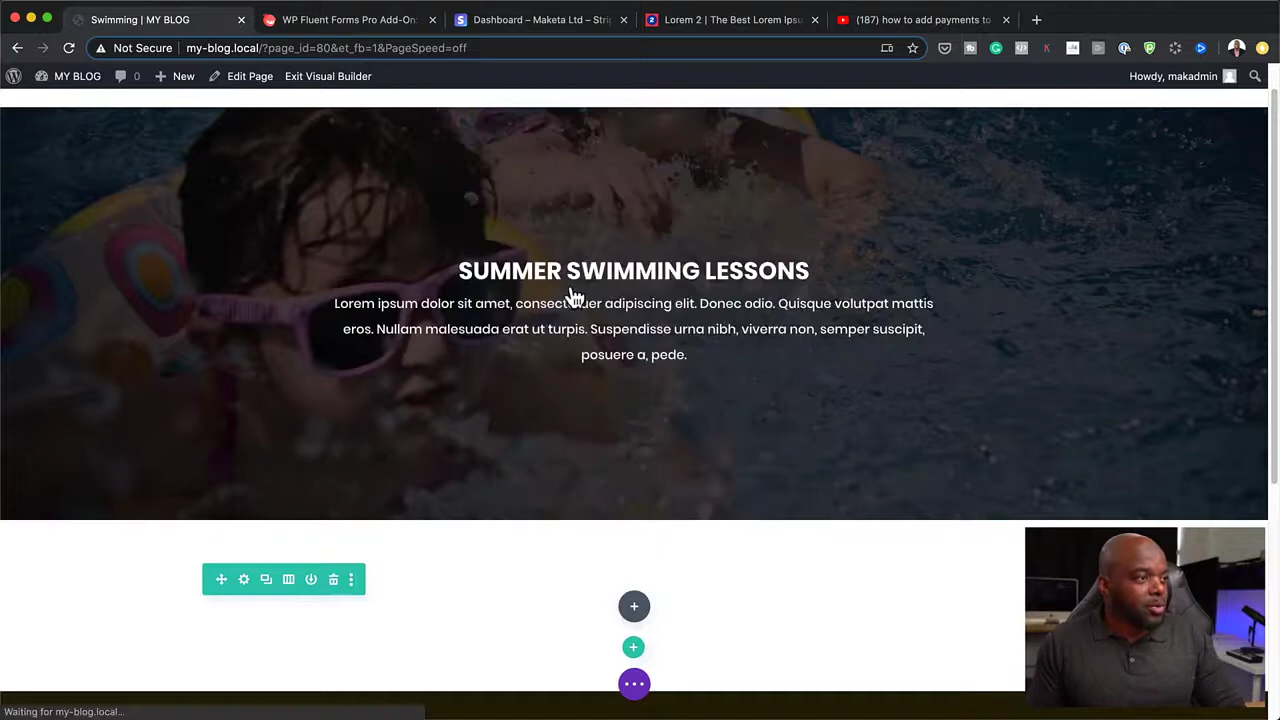 Swimming | MY BLOG
WP Fluent Forms Pro Add-On:
Dashboard – Maketa Ltd – Stri
Lorem 2 | The Best Lorem Ipsu
(187) how to add payments to
Not Secure
my-blog.local/?page_id=80&et_fb=1&PageSpeed=off
MY BLOG
0
New
Edit Page
Exit Visual Builder
Howdy, makadmin
SUMMER SWIMMING LESSONS
Lorem ipsum dolor sit amet, consectetuer adipiscing elit. Donec odio. Quisque volutpat mattis
eros. Nullam malesuada erat ut turpis. Suspendisse urna nibh, viverra non, semper suscipit,
posuere a, pede.
Waiting for my-blog.local...